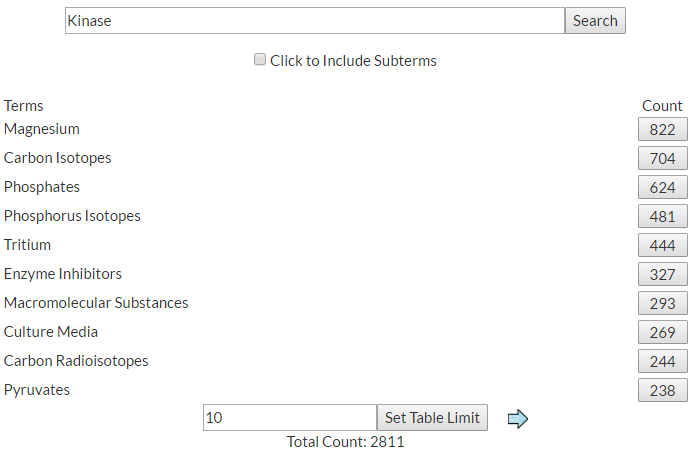 Kinase Search
Click to Include Subterms
Terms Count
Magnesium 822
Carbon Isotopes 704
Phosphates 624
Phosphorus Isotopes 481
Tritium 444
Enzyme Inhibitors 327
Macromolecular Substances 293
Culture Media 269
Carbon Radioisotopes 244
Pyruvates 238
10 Set Table Limit
Total Count: 2811